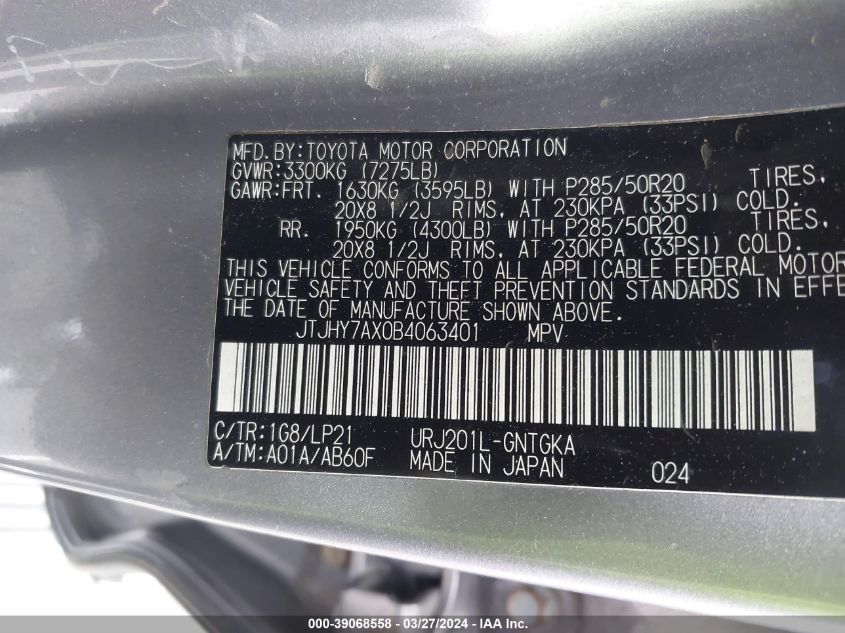 MFD.BY:TOYOTA MOTOR CORPORATION
GVWR:3300KG (7275LB)
GAWR:FRT. 1630KG (3595LB) WITH P285/50R20 TIRES,
20X8 1/2J RIMS, AT 230KPA (33PSI) COLD.
RR. 1950KG (4300LB) WITH P285/50R20 TIRES,
20X8 1/2J RIMS, AT 230KPA (33PSI) COLD.
THIS VEHICLE CONFORMS TO ALL APPLICABLE FEDERAL MOTOR
VEHICLE SAFETY AND THEFT PREVENTION STANDARDS IN EFFE
THE DATE OF MANUFACTURE SHOWN ABOVE.
JTJHY7AX0B4063401 MPV
C/TR:1G8/LP21 URJ201L-GNTGKA
A/TM:A01A/AB60F MADE IN JAPAN 024
000-39068558 - 03/27/2024 - IAAI Inc.